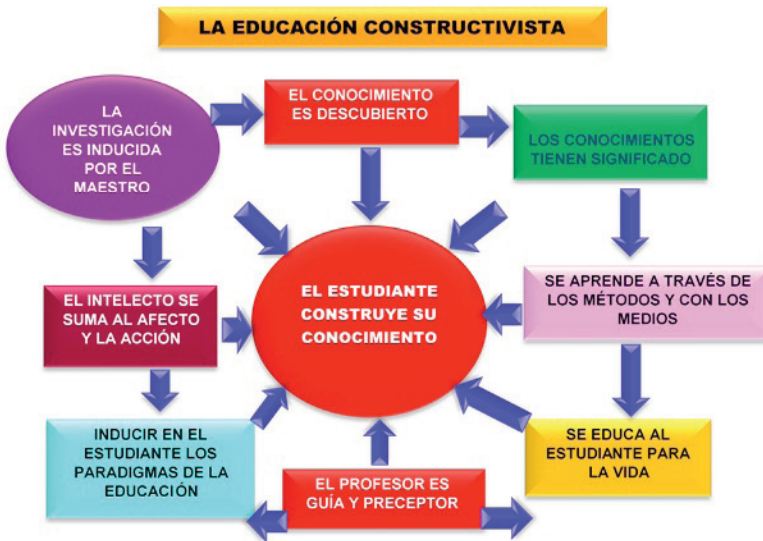 LA EDUCACIÓN CONSTRUCTIVISTA
LA
INVESTIGACIÓN
ES INDUCIDA
POR EL
MAESTRO
EL CONOCIMIENTO
ES DESCUBIERTO
LOS CONOCIMIENTOS
TIENEN SIGNIFICADO
EL INTELECTO SE
SUMA AL AFECTO
Y LA ACCIÓN
EL ESTUDIANTE
CONSTRUYE SU
CONOCIMIENTO
SE APRENDE A TRAVÉS DE
LOS MÉTODOS Y CON LOS
MEDIOS
INDUCIR EN EL
ESTUDIANTE LOS
PARADIGMAS DE LA
EDUCACIÓN
EL PROFESOR ES
GUÍA Y PRECEPTOR
SE EDUCA AL
ESTUDIANTE PARA
LA VIDA